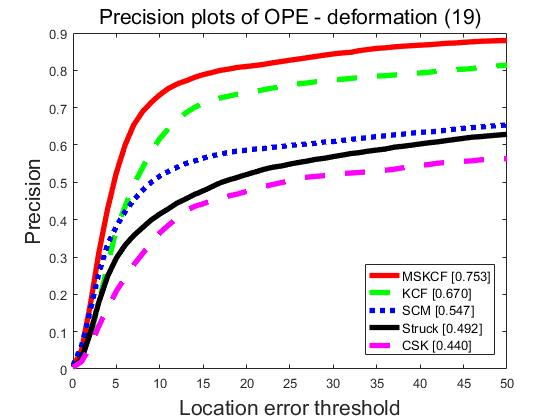 Precision plots of OPE - deformation (19)
0.9
0.8
0.7
0.6
0.5
0.4
0.3
0.2
0.1
0
Precision
MSKCF [0.753]
KCF [0.670]
SCM [0.547]
Struck [0.492]
CSK [0.440]
0 5 10 15 20 25 30 35 40 45 50
Location error threshold